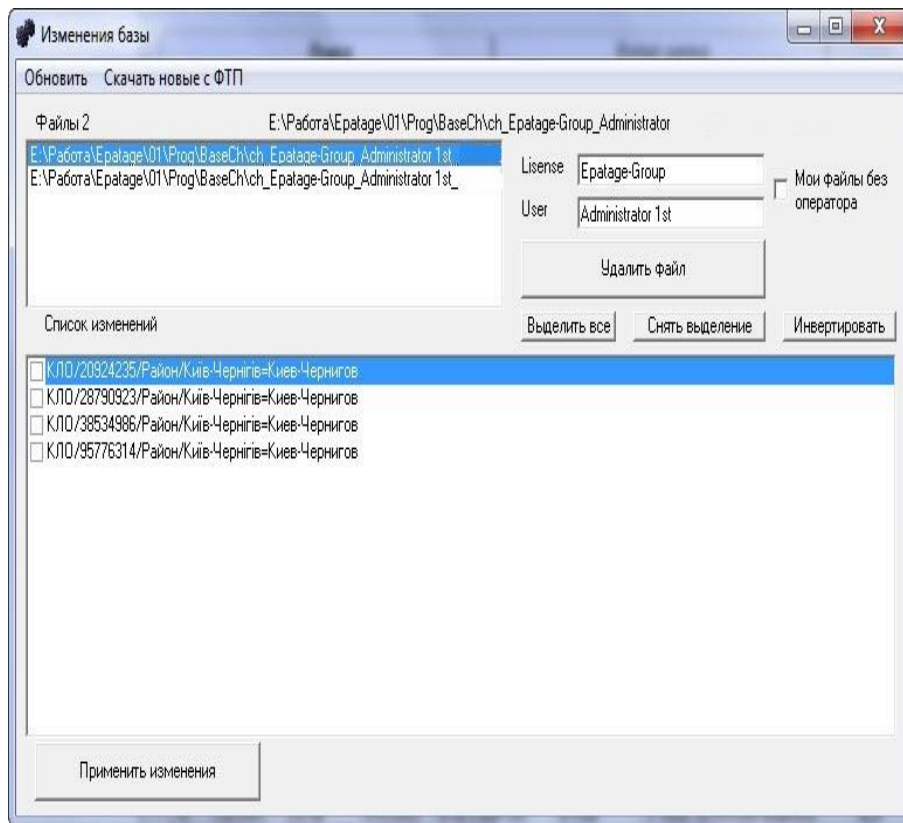 Изменения базы
Обновить Скачать новые с ФТП
Файлы 2 E:\Работа\Epatage\01\Prog\BaseCh\ch_Epatage-Group_Administrator
E:\Работа\Epatage\01\Prog\BaseCh\ch_Epatage-Group_Administrator 1st_
E:\Работа\Epatage\01\Prog\BaseCh\ch_Epatage-Group_Administrator 1st_
Lisense Epatage-Group
User Administrator 1st
Мои файлы без
оператора
Удалить файл
Список изменений Выделить все Снять выделение Инвертировать
КЛО/20924235/Район/Київ-Чернігів=Киев-Чернигов
КЛО/28790923/Район/Київ-Чернігів=Киев-Чернигов
КЛО/38534986/Район/Київ-Чернігів=Киев-Чернигов
КЛО/95776314/Район/Київ-Чернігів=Киев-Чернигов
Применить изменения